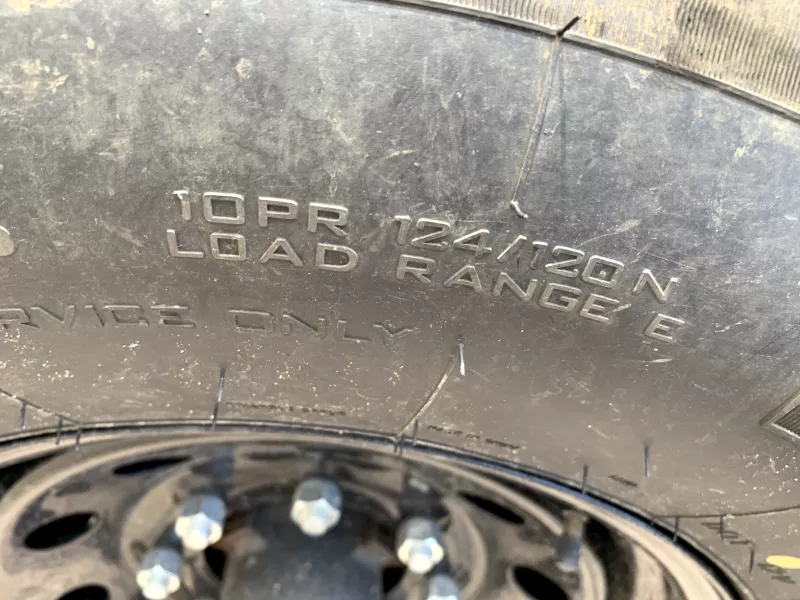 10PR 124/120N
LOAD RANGE E
SERVICE ONLY